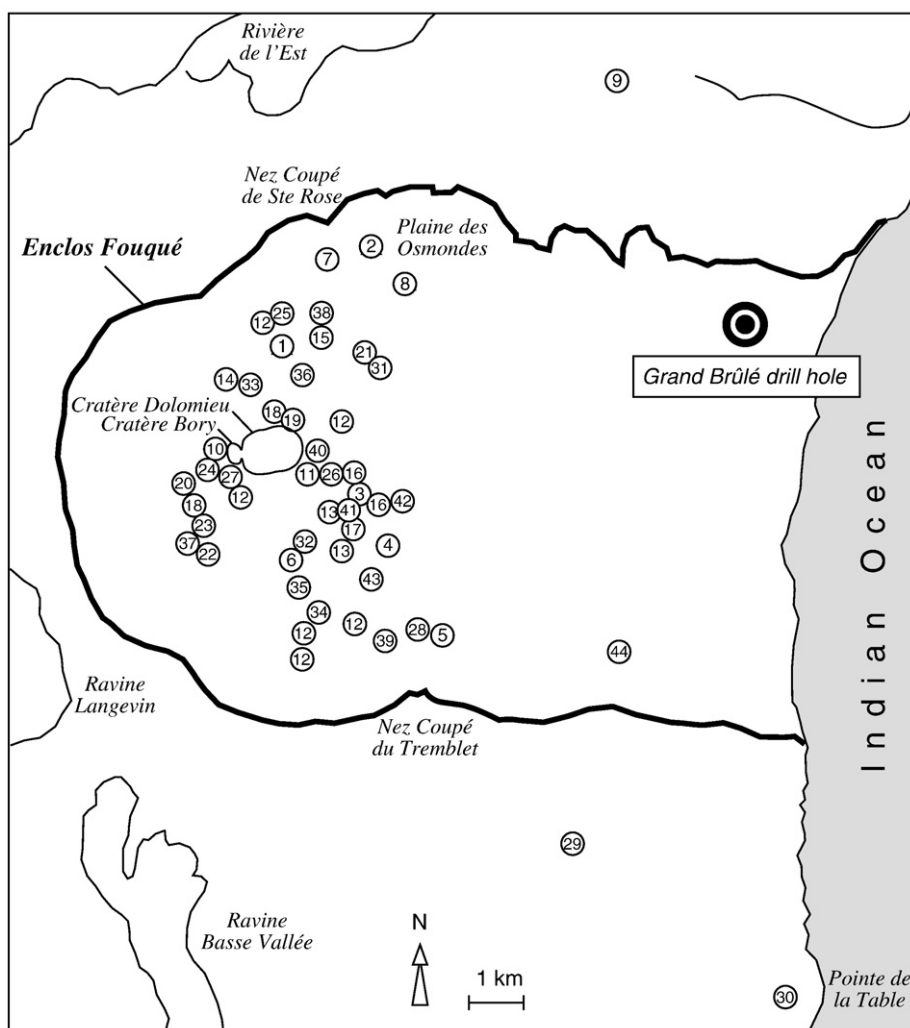 Rivière
de l'Est
9
Nez Coupé
de Ste Rose
Plaine des
Osmondes
Enclos Fouqué
2
7
8
25
38
12
15
1
21
31
36
14
33
Grand Brûlé drill hole
Cratère Dolomieu
Cratère Bory
18
19
12
10
40
24
27
11
26
16
20
12
3
18
13
41
16
42
23
17
37
22
32
13
4
6
35
43
34
12
12
39
28
5
12
44
Indian Ocean
Ravine
Langevin
Nez Coupé
du Tremblet
29
Ravine
Basse Vallée
N
1 km
30
Pointe de
la Table